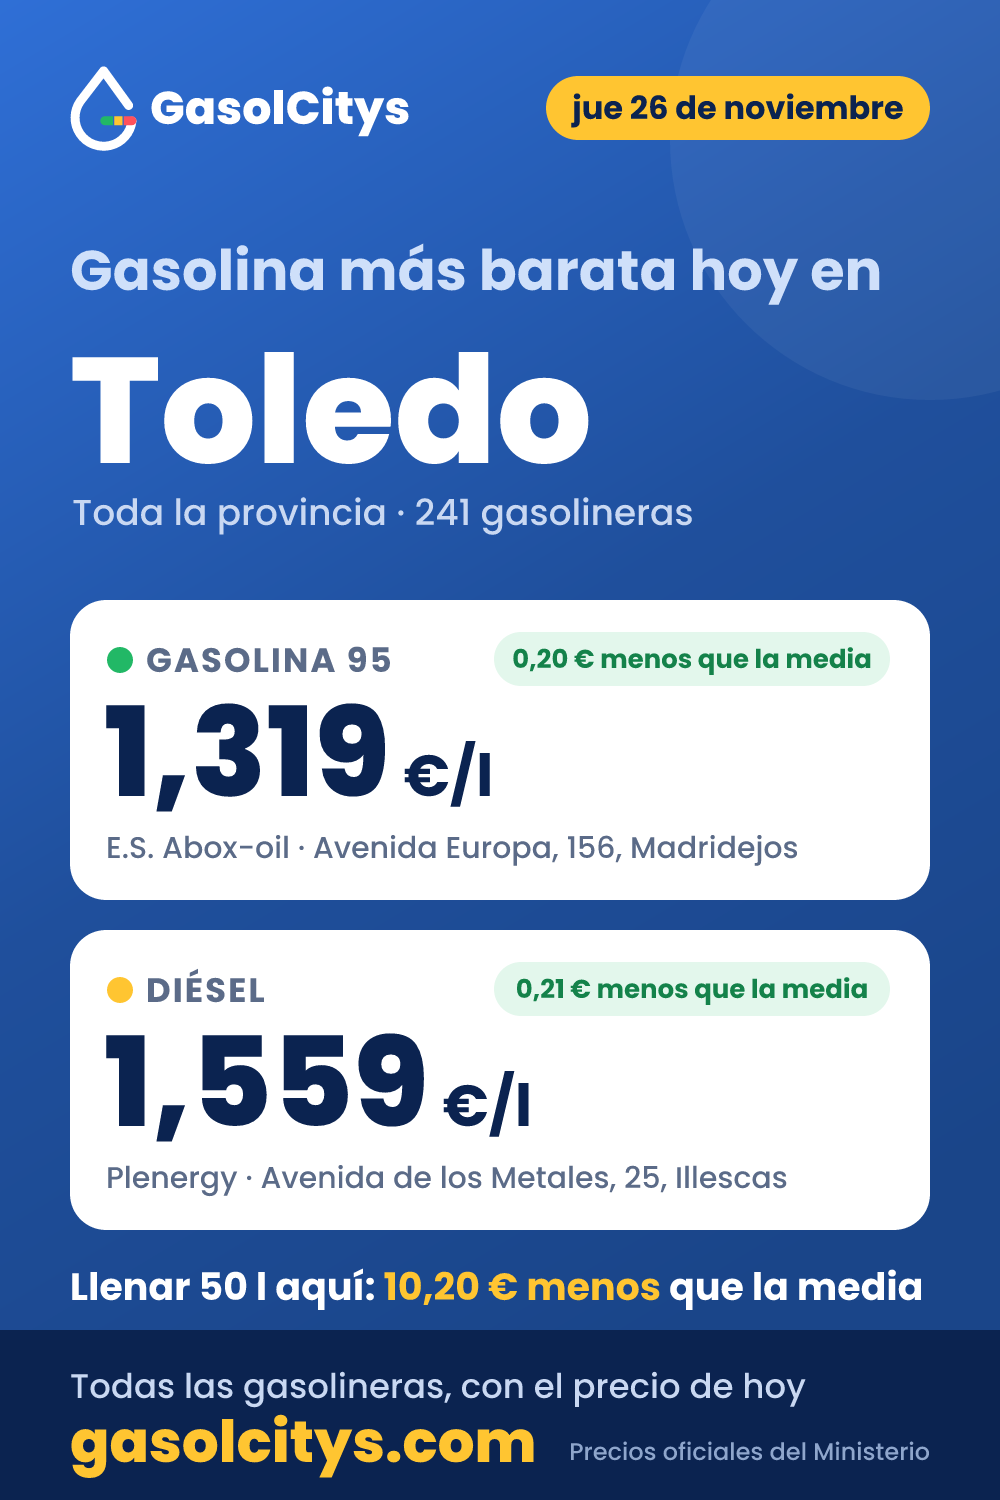 GasolCitys
jue 26 de noviembre
Gasolina más barata hoy en
Toledo
Toda la provincia · 241 gasolineras
GASOLINA 95
0,20 € menos que la media
1,319 €/l
E.S. Abox-oil · Avenida Europa, 156, Madridejos
DIÉSEL
0,21 € menos que la media
1,559 €/l
Plenergy · Avenida de los Metales, 25, Illescas
Llenar 50 l aquí: 10,20 € menos que la media
Todas las gasolineras, con el precio de hoy
gasolcitys.com
Precios oficiales del Ministerio